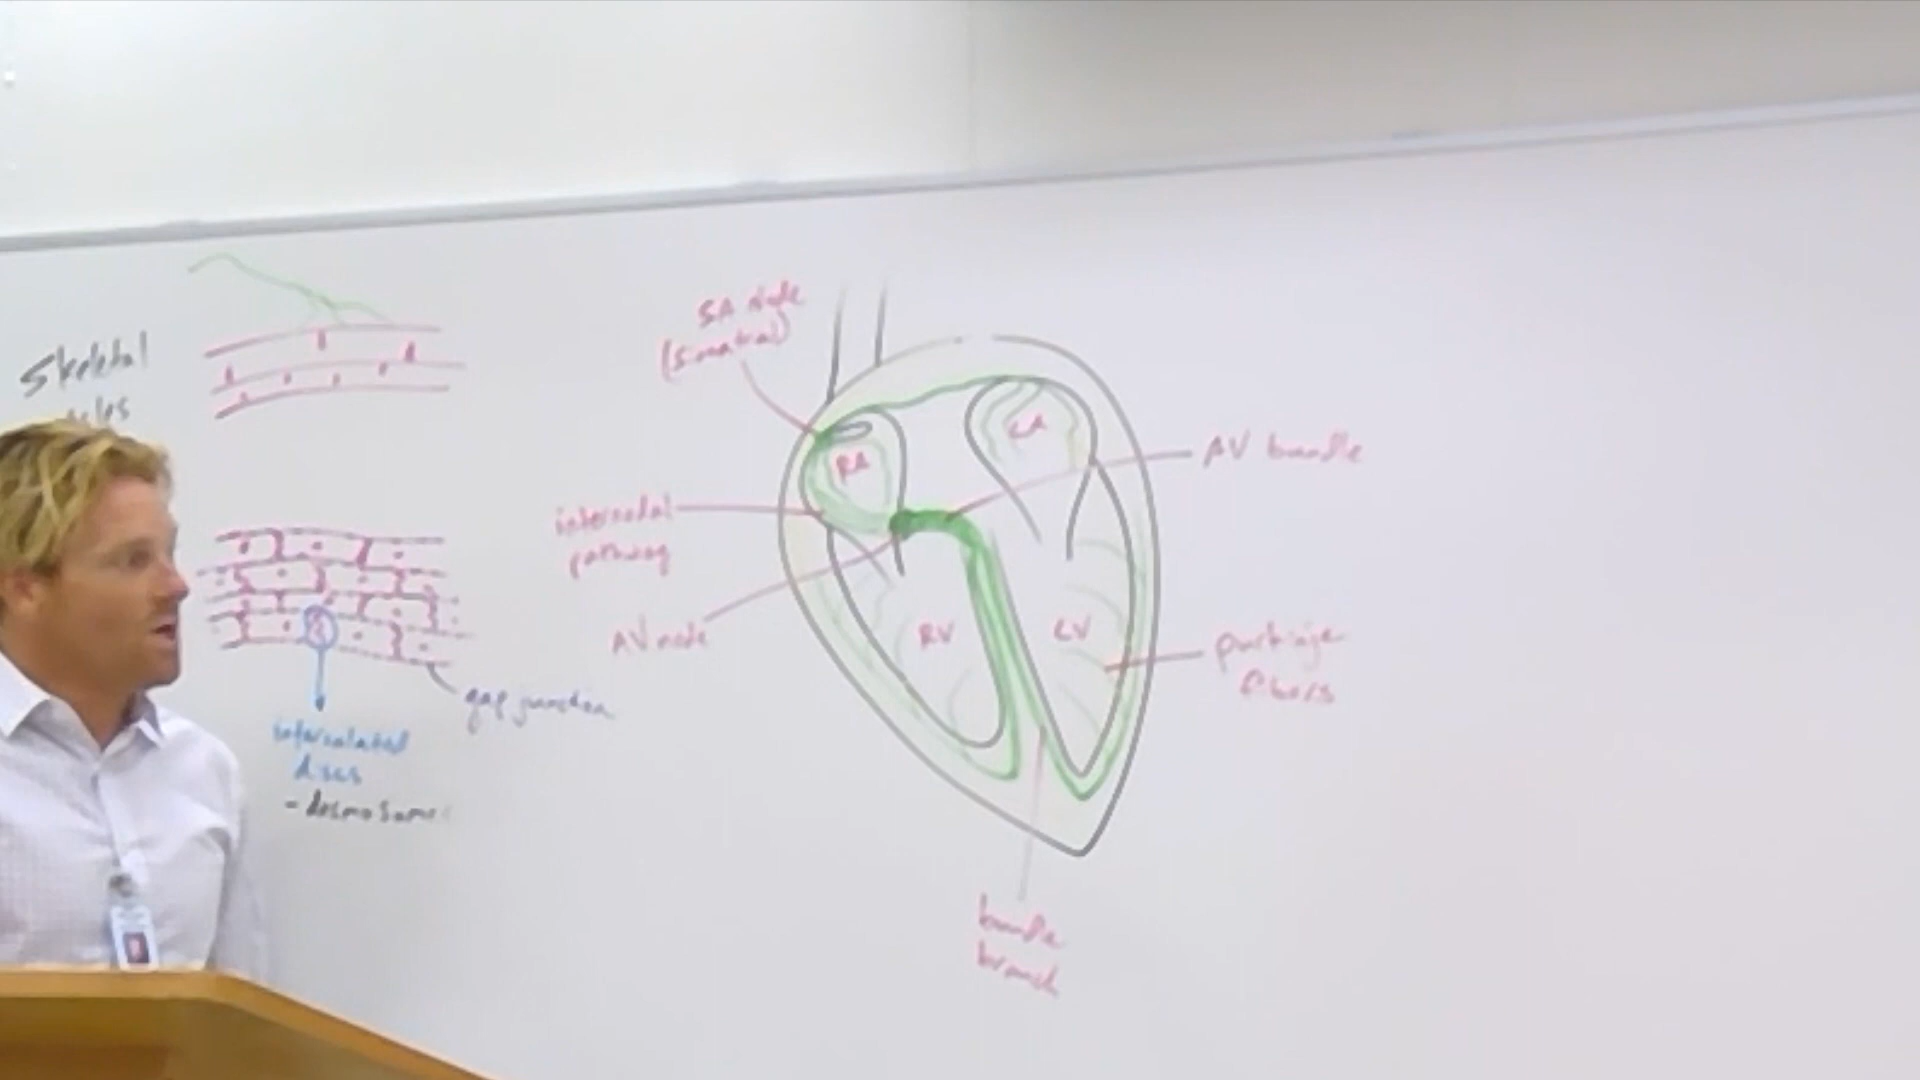 Skeletal
SA node
(sinoatrial)
RA
LA
AV bundle
internodal
pathway
AV node
RV
LV
purkinje
fibers
gap junction
intercalated
discs
- desmosomes
bundle
branch